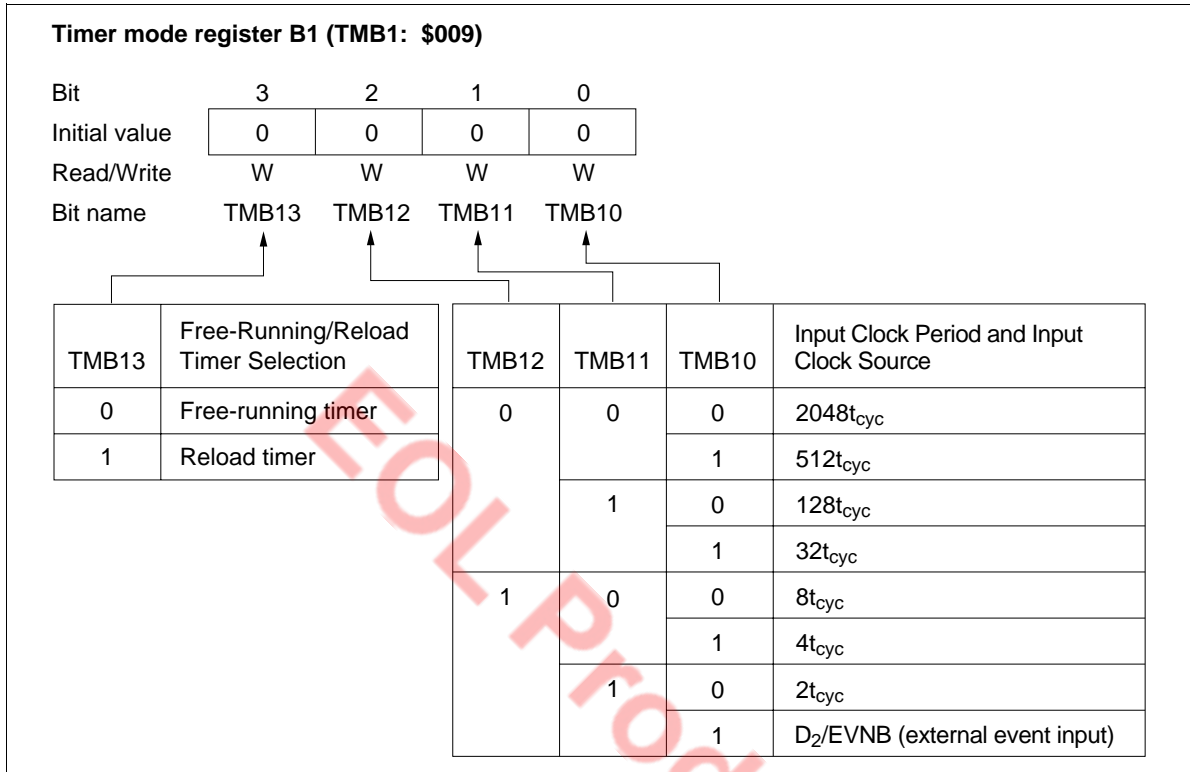 Timer mode register B1 (TMB1: $009)
Bit 3 2 1 0
Initial value 0 0 0 0
Read/Write W W W W
Bit name TMB13 TMB12 TMB11 TMB10
TMB13 Free-Running/Reload Timer Selection
0 Free-running timer
1 Reload timer
TMB12 TMB11 TMB10 Input Clock Period and Input Clock Source
0 0 0 2048tcyc
1 512tcyc
1 0 128tcyc
1 32tcyc
1 0 0 8tcyc
1 4tcyc
1 0 2tcyc
1 D2/EVNB (external event input)
EOL Prod